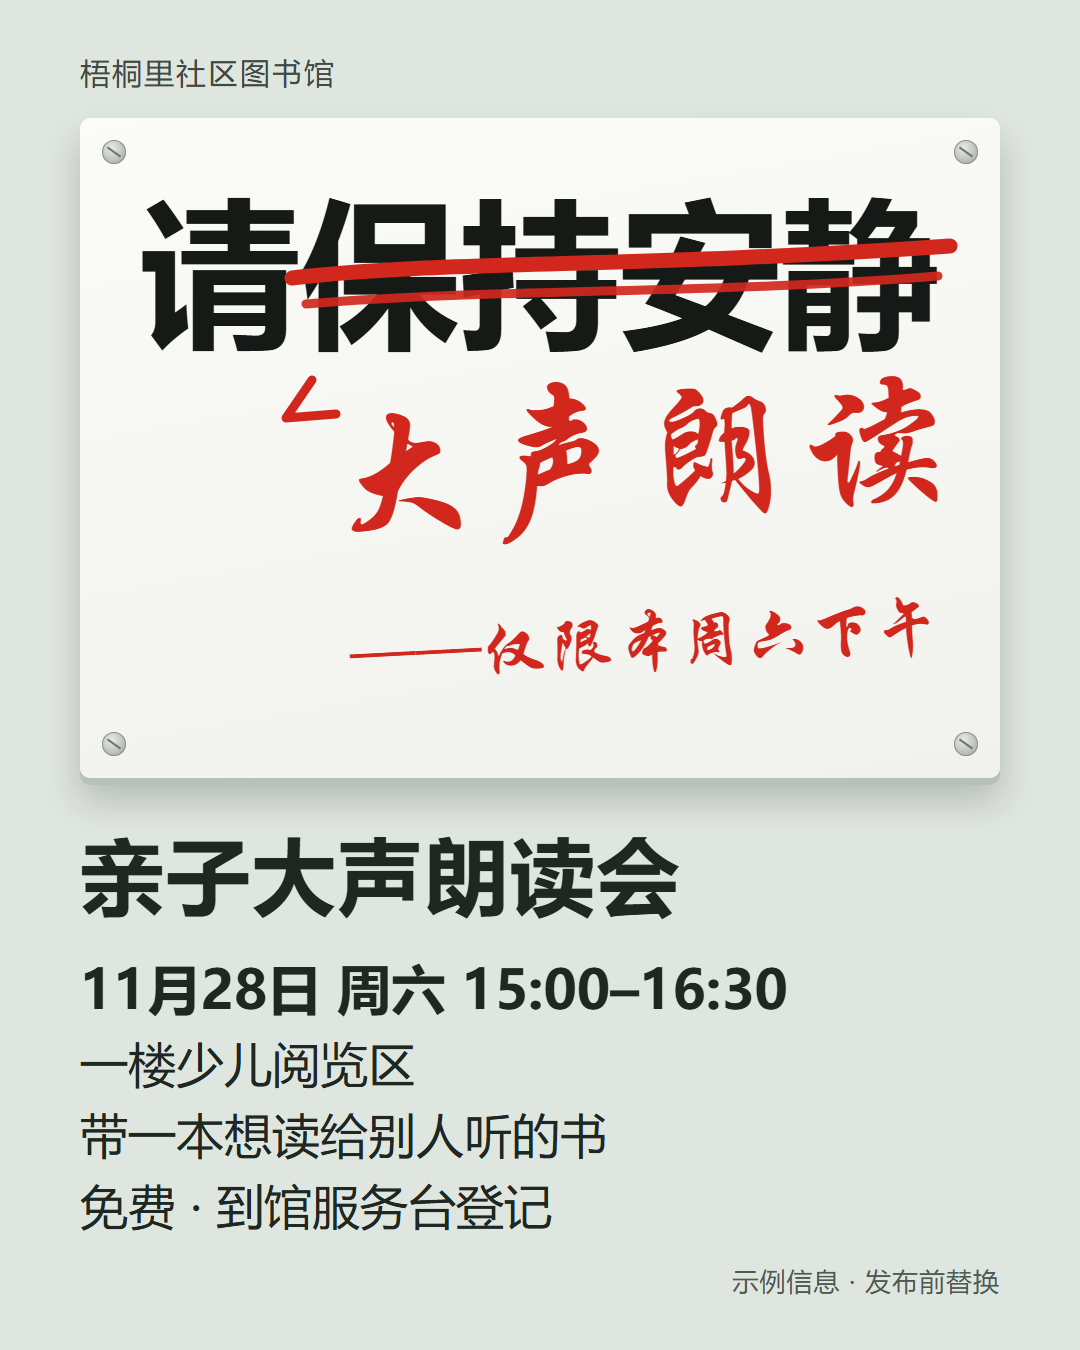 梧桐里社区图书馆
请保持安静
大声朗读
——仅限本周六下午
亲子大声朗读会
11月28日 周六 15:00–16:30
一楼少儿阅览区
带一本想读给别人听的书
免费 · 到馆服务台登记
示例信息 · 发布前替换